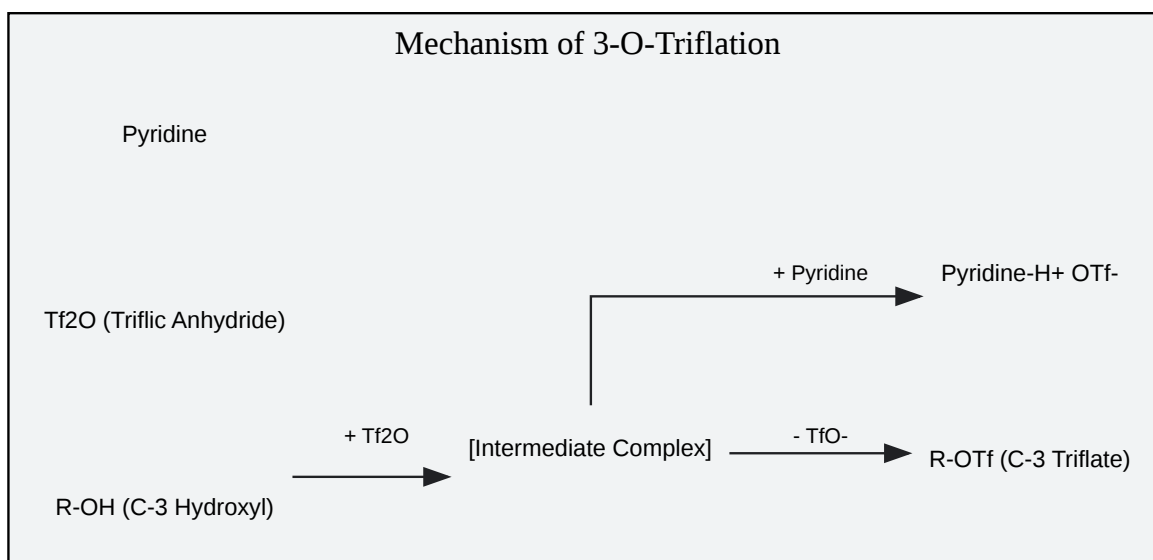 Mechanism of 3-O-Triflation
Pyridine
+ Pyridine
Pyridine-H+ OTf-
Tf2O (Triflic Anhydride)
+ Tf2O
[Intermediate Complex]
- TfO-
R-OTf (C-3 Triflate)
R-OH (C-3 Hydroxyl)